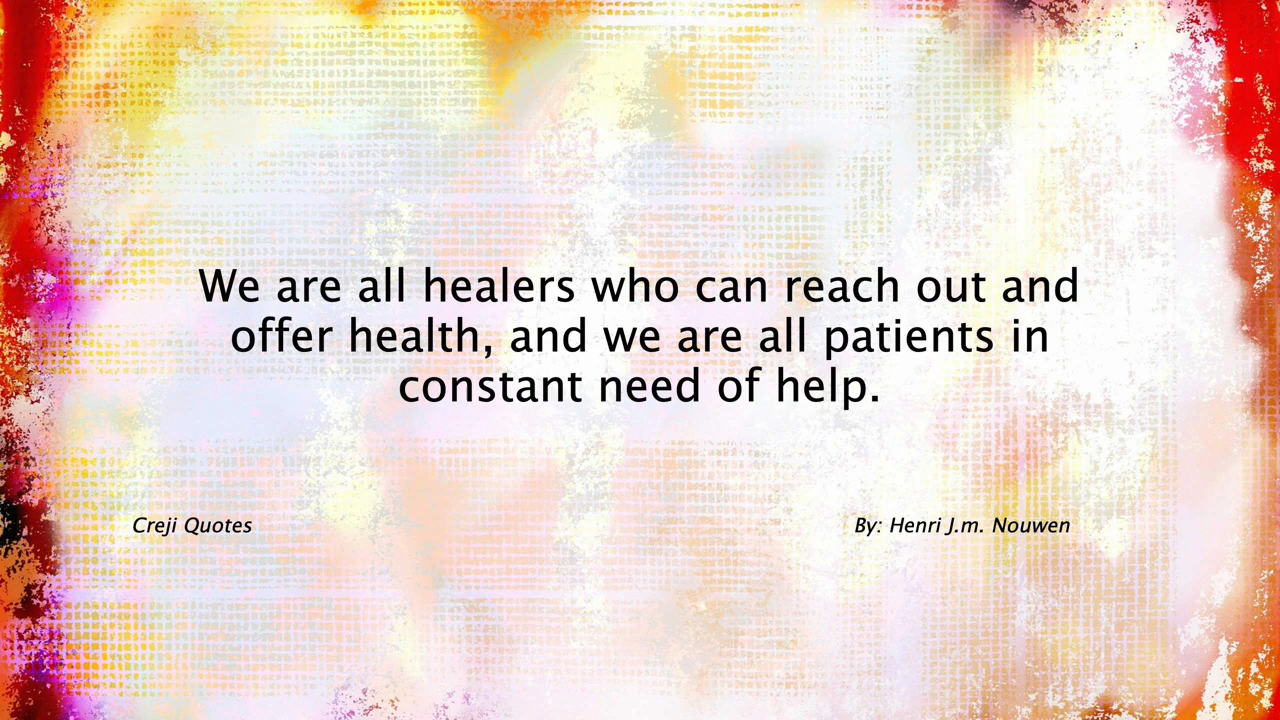 We are all healers who can reach out and
offer health, and we are all patients in
constant need of help.
Creji Quotes
By: Henri J.m. Nouwen